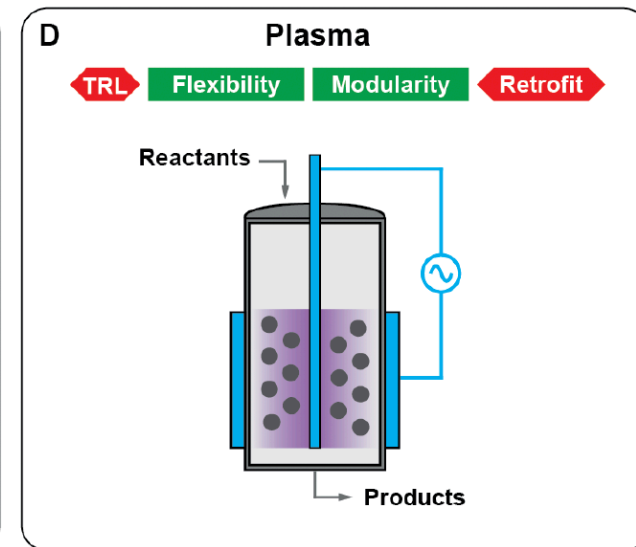 D
Plasma
TRL Flexibility Modularity Retrofit
Reactants
Products